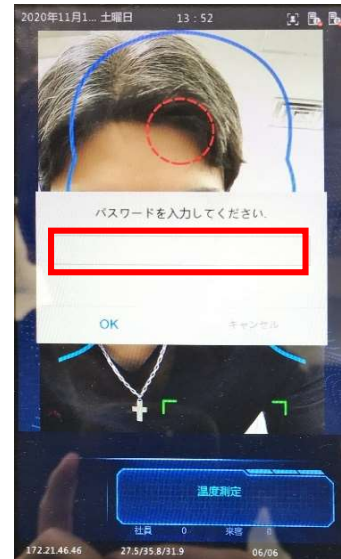 2020年11月1... 土曜日 13 : 52
パスワードを入力してください.
OK キャンセル
温度测定
社員 0 来客 0
172.21.46.46 27.5/35.8/31.9 06/06